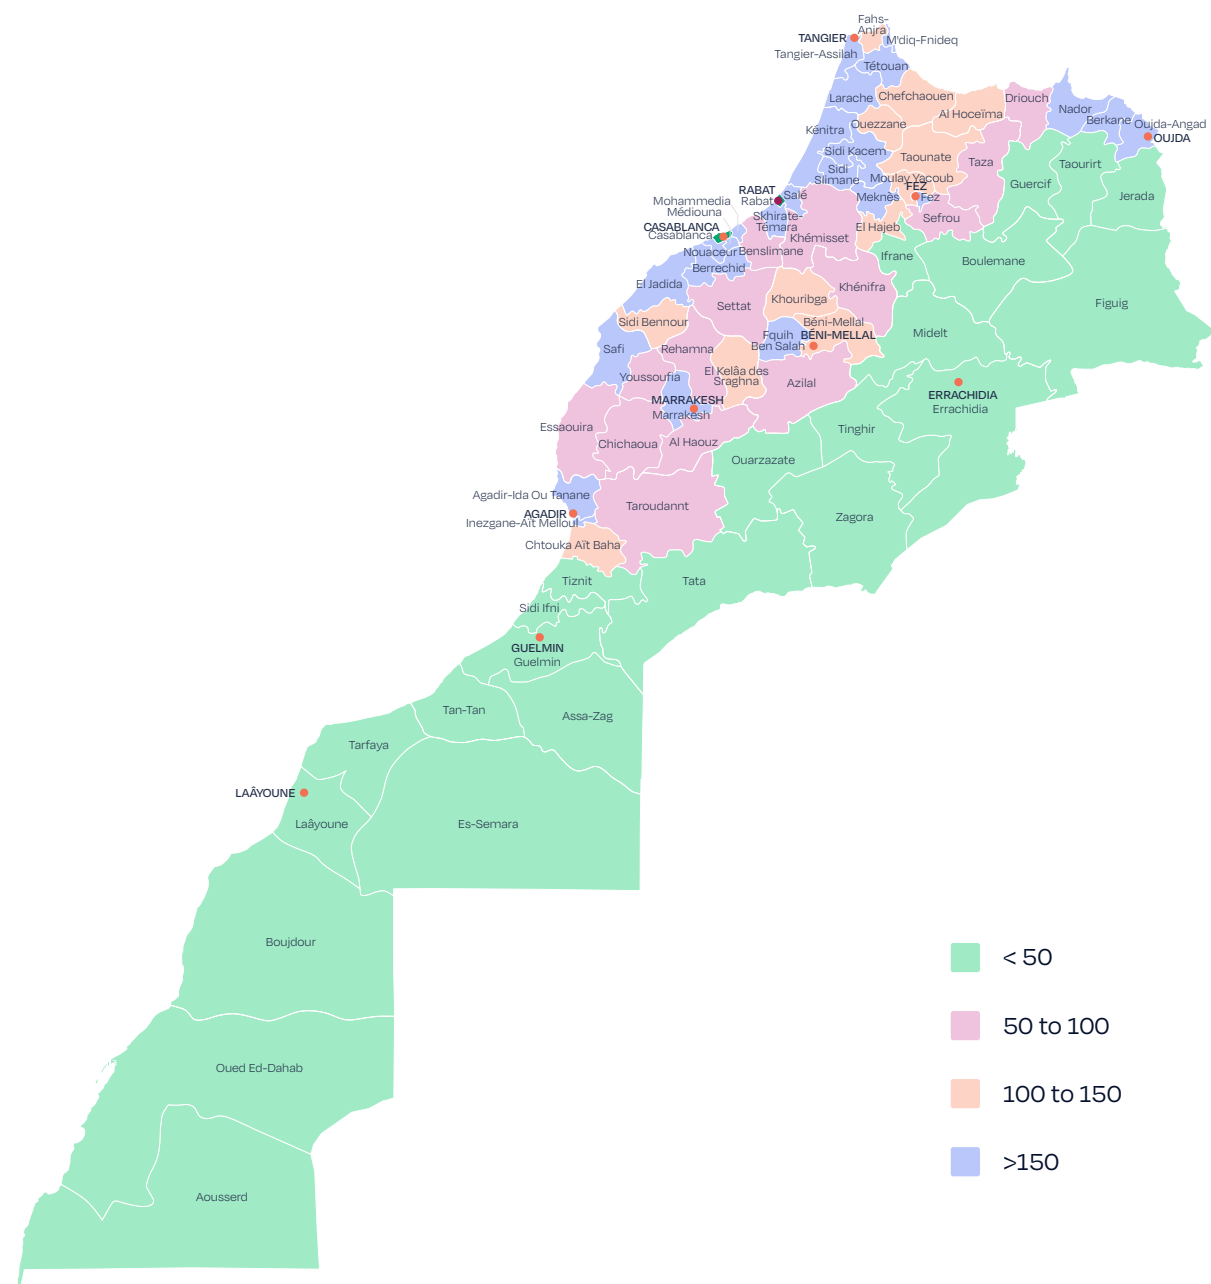 Fahs-
Anjra
TANGIER
M'diq-Fnideq
Tangier-Assilah
Tétouan
Larache
Chefchaouen
Al Hoceïma
Driouch
Nador
Berkane
Oujda-Angad
OUJDA
Kénitra
Ouezzane
Sidi Kacem
Taounate
Taza
Taourirt
Guercif
Jerada
Sidi
Slimane
Moulay Yacoub
FEZ
Fez
Meknès
RABAT
Rabat
Salé
Mohammedia
Médiouna
Skhirate-
Témara
Sefrou
CASABLANCA
Casablanca
Khémisset
El Hajeb
Nouaceur
Benslimane
Ifrane
Boulemane
Berrechid
El Jadida
Khénifra
Settat
Khouribga
Figuig
Sidi Bennour
Béni-Mellal
BÉNI-MELLAL
Fquih
Ben Salah
Midelt
Safi
Rehamna
Youssoufia
El Kelâa des
Sraghna
Azilal
ERRACHIDIA
Errachidia
MARRAKESH
Marrakesh
Essaouira
Chichaoua
Al Haouz
Tinghir
Ouarzazate
Agadir-Ida Ou Tanane
AGADIR
Inezgane-Aït Melloul
Taroudannt
Zagora
Chtouka Aït Baha
Tiznit
Tata
Sidi Ifni
GUELMIN
Guelmin
Tan-Tan
Assa-Zag
Tarfaya
LAÂYOUNE
Laâyoune
Es-Semara
Boujdour
Oued Ed-Dahab
Aousserd
< 50
50 to 100
100 to 150
>150